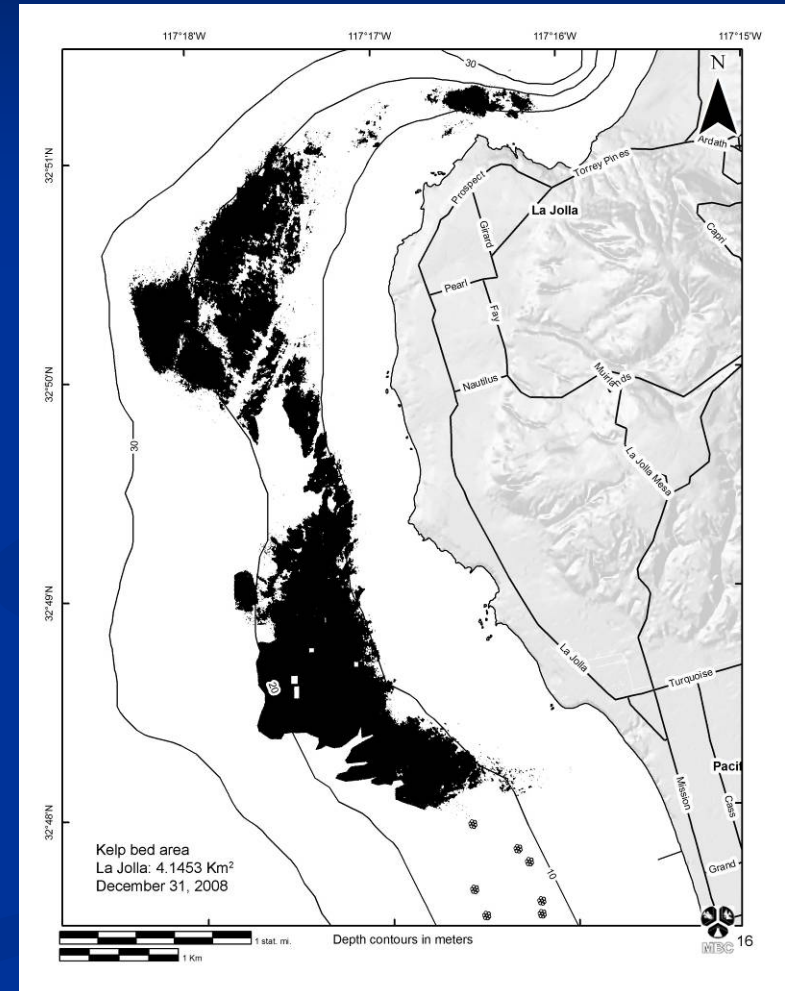 117°18'W
117°17'W
117°16'W
117°15'W
N
30
Ardath
32°51'N
Torrey Pines
Prospect
La Jolla
Girard
Capri
Pearl
Fay
32°50'N
Nautilus
Muirlands
30
La Jolla Mesa
32°49'N
La Jolla
Turquoise
20
Pacif
Mission
Cass
32°48'N
Kelp bed area
La Jolla: 4.1453 Km²
December 31, 2008
10
Grand
1 stat. mi.
Depth contours in meters
1 Km
MBC
16